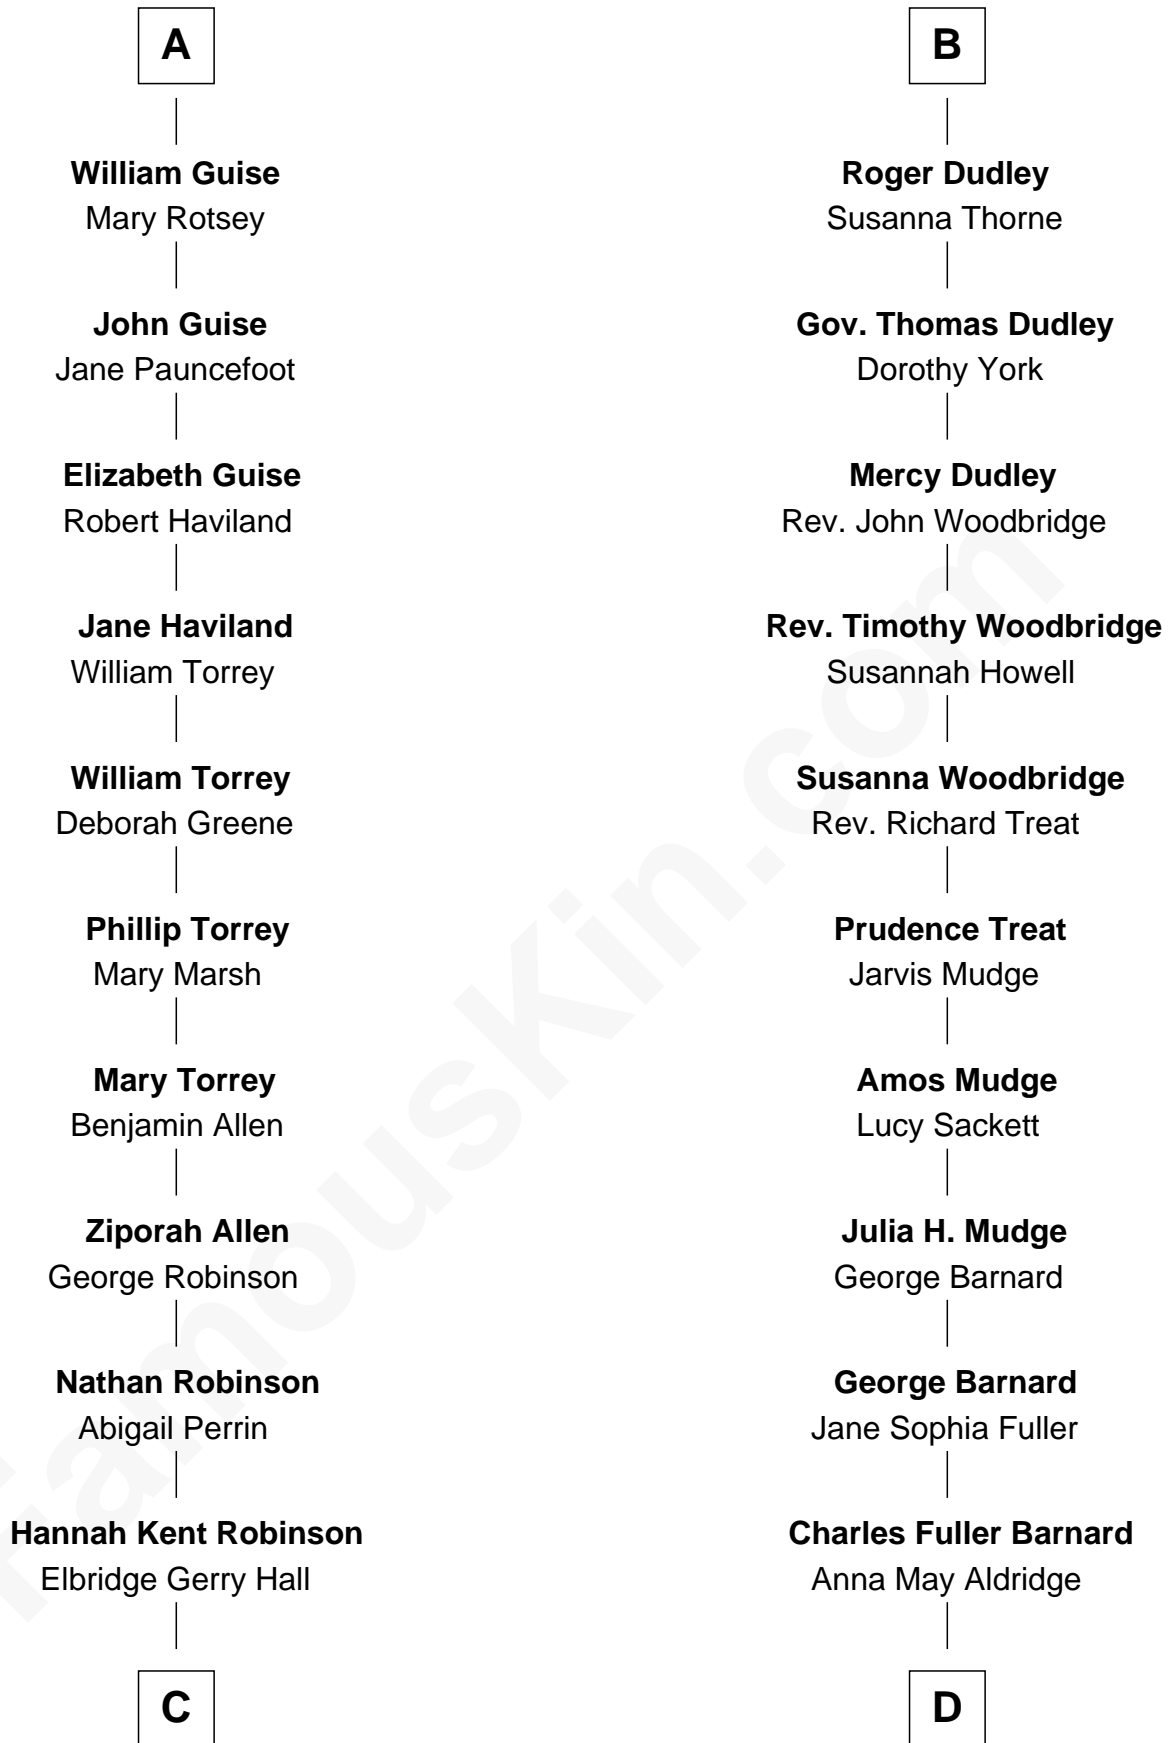 A
William Guise
Mary Rotsey
John Guise
Jane Pauncefoot
Elizabeth Guise
Robert Haviland
Jane Haviland
William Torrey
William Torrey
Deborah Greene
Phillip Torrey
Mary Marsh
Mary Torrey
Benjamin Allen
Ziporah Allen
George Robinson
Nathan Robinson
Abigail Perrin
Hannah Kent Robinson
Elbridge Gerry Hall
C
B
Roger Dudley
Susanna Thorne
Gov. Thomas Dudley
Dorothy York
Mercy Dudley
Rev. John Woodbridge
Rev. Timothy Woodbridge
Susannah Howell
Susanna Woodbridge
Rev. Richard Treat
Prudence Treat
Jarvis Mudge
Amos Mudge
Lucy Sackett
Julia H. Mudge
George Barnard
George Barnard
Jane Sophia Fuller
Charles Fuller Barnard
Anna May Aldridge
D
FamousKin.com